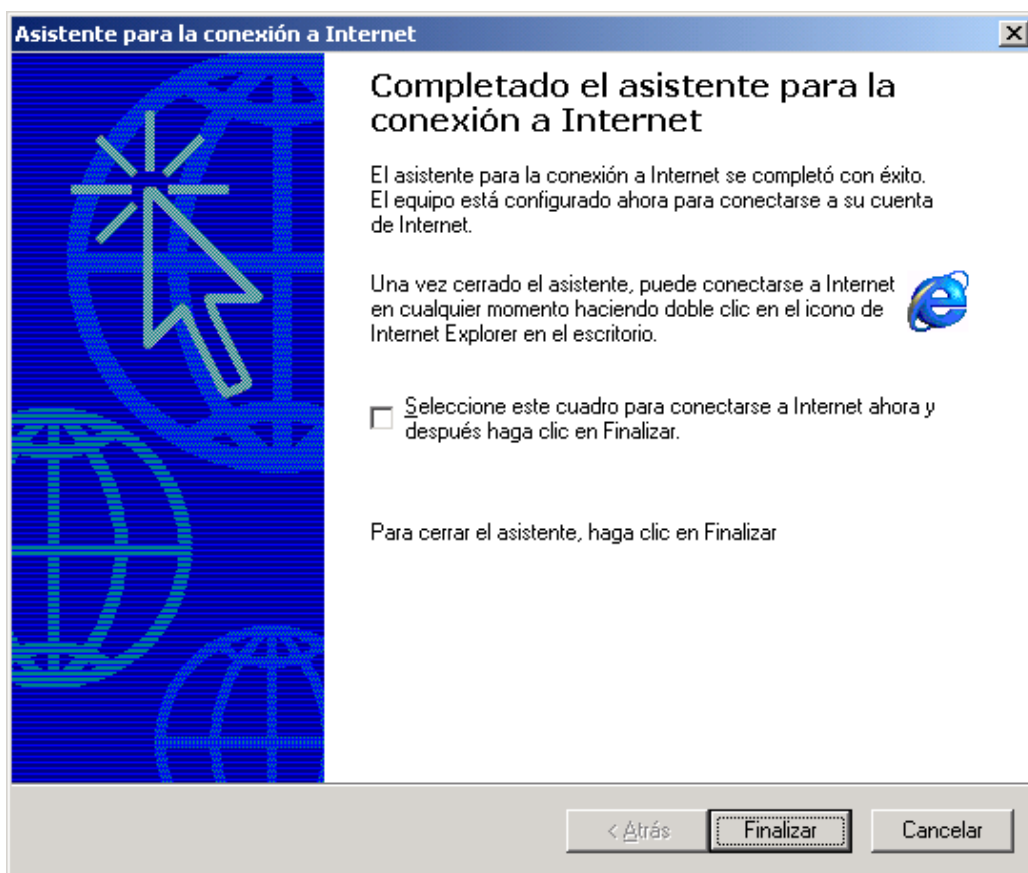 Asistente para la conexión a Internet
Completado el asistente para la
conexión a Internet
El asistente para la conexión a Internet se completó con éxito.
El equipo está configurado ahora para conectarse a su cuenta
de Internet.
Una vez cerrado el asistente, puede conectarse a Internet
en cualquier momento haciendo doble clic en el icono de
Internet Explorer en el escritorio.
Seleccione este cuadro para conectarse a Internet ahora y
después haga clic en Finalizar.
Para cerrar el asistente, haga clic en Finalizar
< Atrás
Finalizar
Cancelar